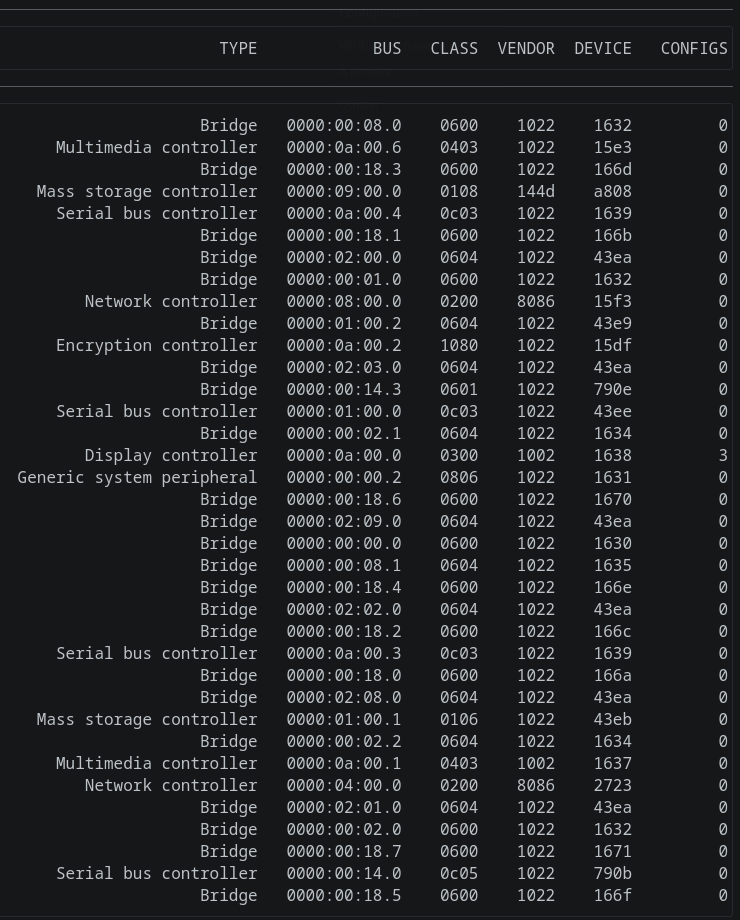 TYPE BUS CLASS VENDOR DEVICE CONFIGS
Bridge 0000:00:08.0 0600 1022 1632 0
Multimedia controller 0000:0a:00.6 0403 1022 15e3 0
Bridge 0000:00:18.3 0600 1022 166d 0
Mass storage controller 0000:09:00.0 0108 144d a808 0
Serial bus controller 0000:0a:00.4 0c03 1022 1639 0
Bridge 0000:00:18.1 0600 1022 166b 0
Bridge 0000:02:00.0 0604 1022 43ea 0
Bridge 0000:00:01.0 0600 1022 1632 0
Network controller 0000:08:00.0 0200 8086 15f3 0
Bridge 0000:01:00.2 0604 1022 43e9 0
Encryption controller 0000:0a:00.2 1080 1022 15df 0
Bridge 0000:02:03.0 0604 1022 43ea 0
Bridge 0000:00:14.3 0601 1022 790e 0
Serial bus controller 0000:01:00.0 0c03 1022 43ee 0
Bridge 0000:00:02.1 0604 1022 1634 0
Display controller 0000:0a:00.0 0300 1002 1638 3
Generic system peripheral 0000:00:00.2 0806 1022 1631 0
Bridge 0000:00:18.6 0600 1022 1670 0
Bridge 0000:02:09.0 0604 1022 43ea 0
Bridge 0000:00:00.0 0600 1022 1630 0
Bridge 0000:00:08.1 0604 1022 1635 0
Bridge 0000:00:18.4 0600 1022 166e 0
Bridge 0000:02:02.0 0604 1022 43ea 0
Bridge 0000:00:18.2 0600 1022 166c 0
Serial bus controller 0000:0a:00.3 0c03 1022 1639 0
Bridge 0000:00:18.0 0600 1022 166a 0
Bridge 0000:02:08.0 0604 1022 43ea 0
Mass storage controller 0000:01:00.1 0106 1022 43eb 0
Bridge 0000:00:02.2 0604 1022 1634 0
Multimedia controller 0000:0a:00.1 0403 1002 1637 0
Network controller 0000:04:00.0 0200 8086 2723 0
Bridge 0000:02:01.0 0604 1022 43ea 0
Bridge 0000:00:02.0 0600 1022 1632 0
Bridge 0000:00:18.7 0600 1022 1671 0
Serial bus controller 0000:00:14.0 0c05 1022 790b 0
Bridge 0000:00:18.5 0600 1022 166f 0